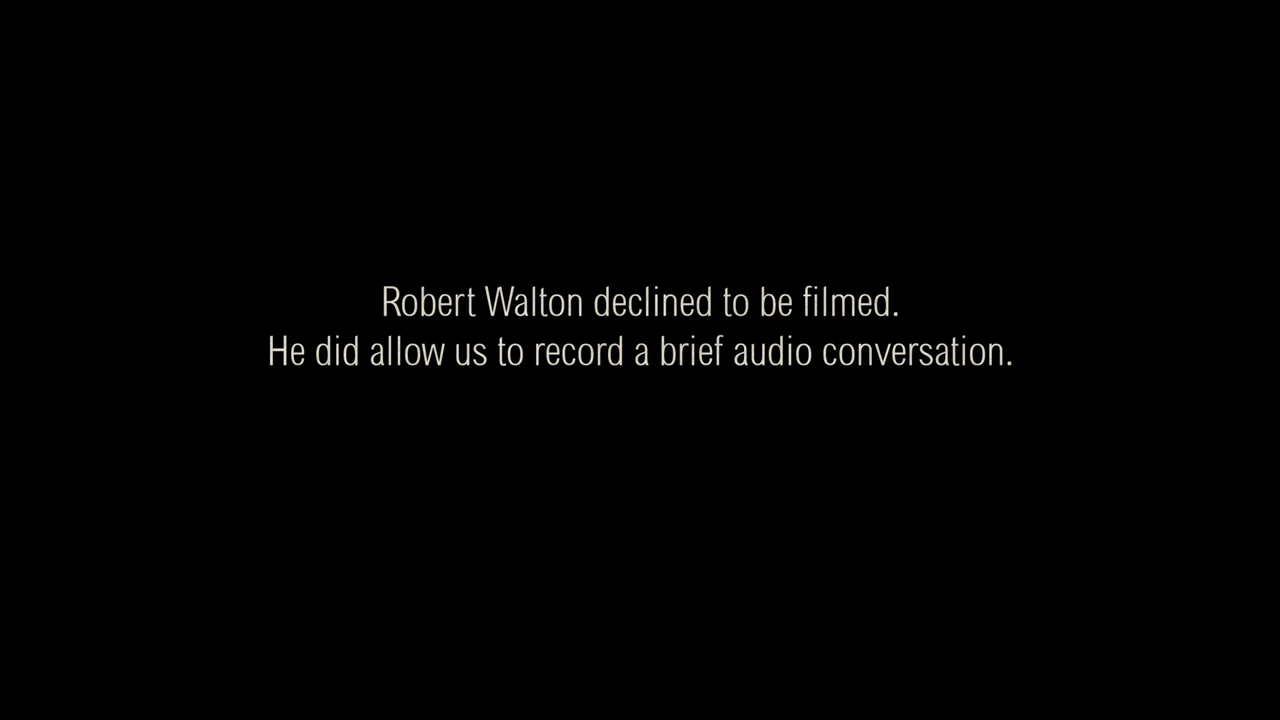 Robert Walton declined to be filmed.
He did allow us to record a brief audio conversation.